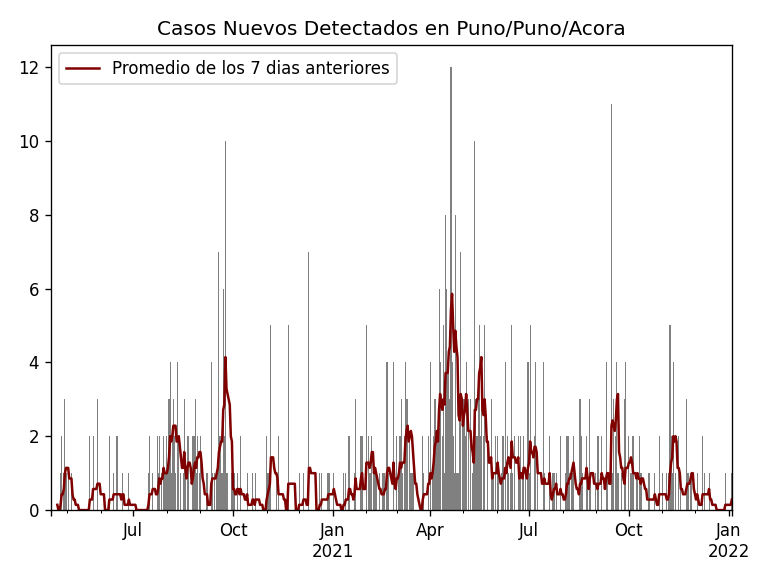 Casos Nuevos Detectados en Puno/Puno/Acora
Promedio de los 7 dias anteriores
12
10
8
6
4
2
0
Jul Oct Jan Apr Jul Oct Jan
2021 2022